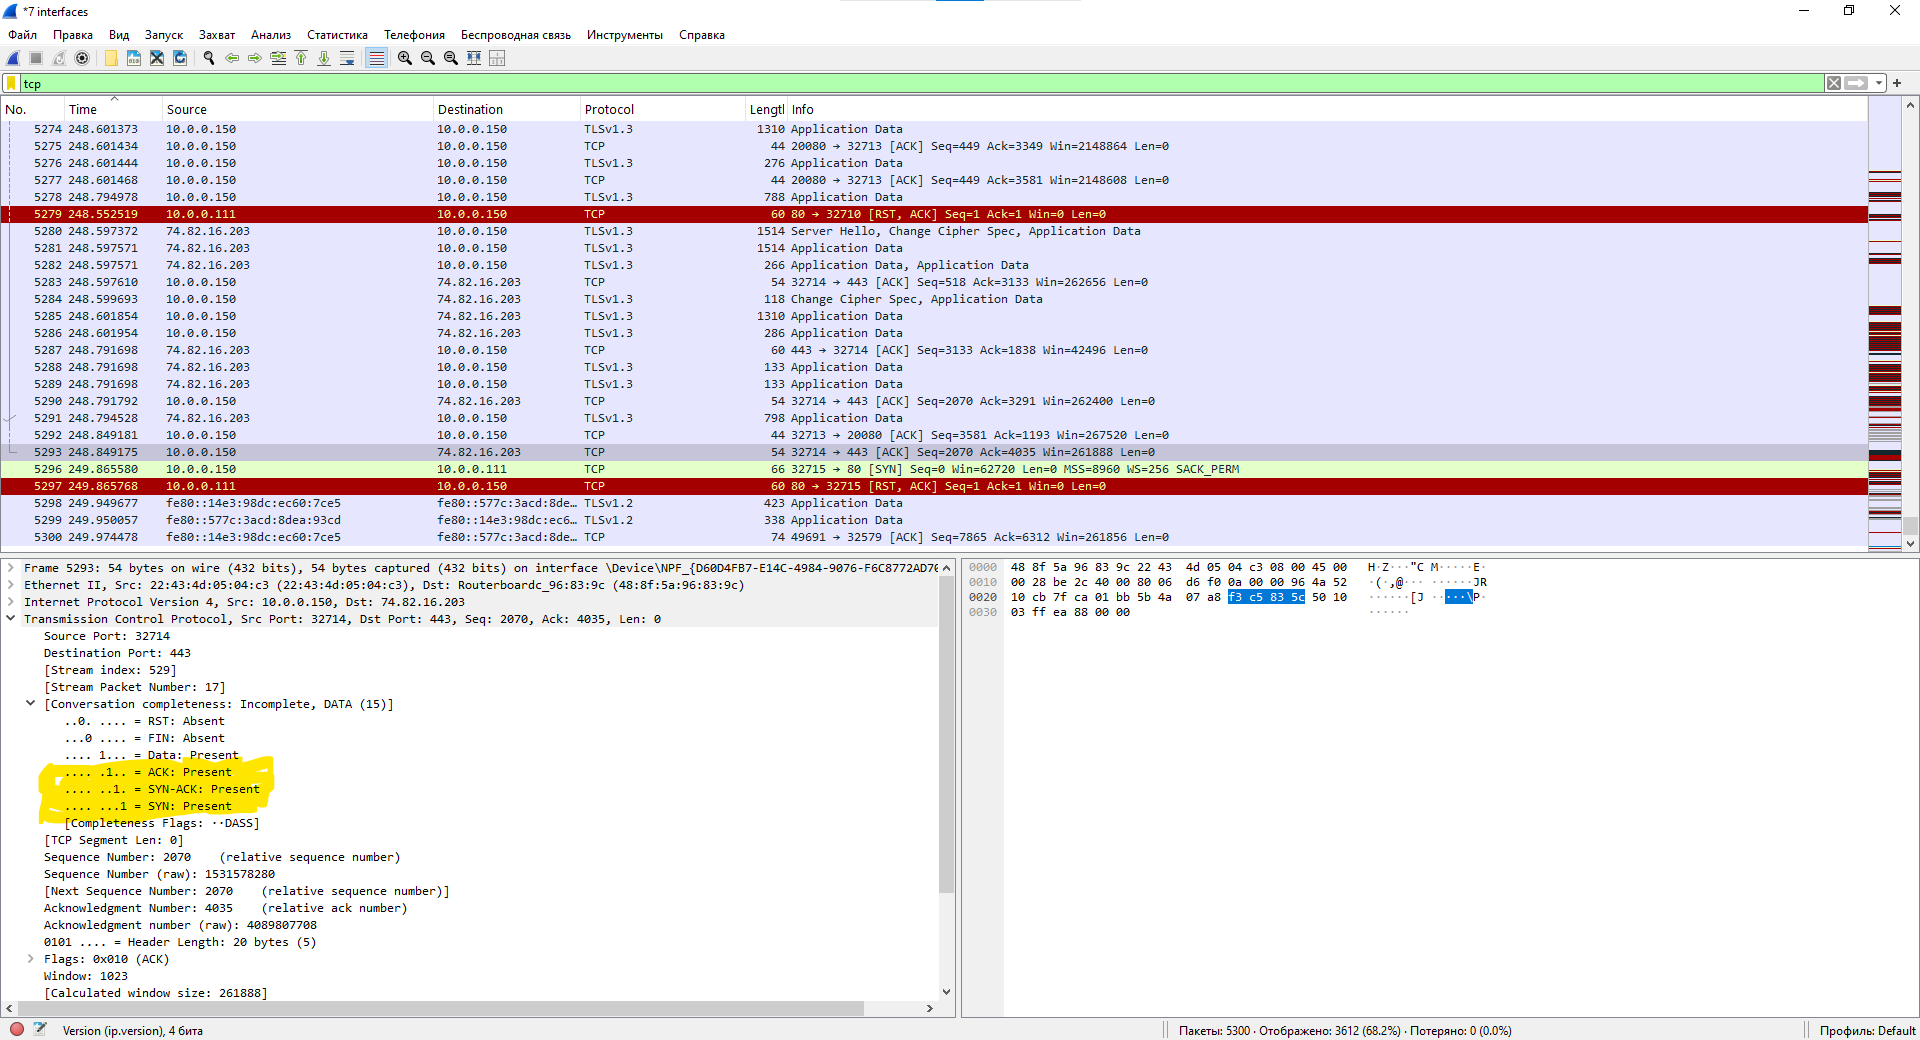 *7 interfaces
Файл Правка Вид Запуск Захват Анализ Статистика Телефония Беспроводная связь Инструменты Справка
tcp
No. Time Source Destination Protocol Lengtl Info
5274 248.601373 10.0.0.150 10.0.0.150 TLSv1.3 1310 Application Data
5275 248.601434 10.0.0.150 10.0.0.150 TCP 44 20080 → 32713 [ACK] Seq=449 Ack=3349 Win=2148864 Len=0
5276 248.601444 10.0.0.150 10.0.0.150 TLSv1.3 276 Application Data
5277 248.601468 10.0.0.150 10.0.0.150 TCP 44 20080 → 32713 [ACK] Seq=449 Ack=3581 Win=2148608 Len=0
5278 248.794978 10.0.0.150 10.0.0.150 TLSv1.3 788 Application Data
5279 248.552519 10.0.0.111 10.0.0.150 TCP 60 80 → 32710 [RST, ACK] Seq=1 Ack=1 Win=0 Len=0
5280 248.597372 74.82.16.203 10.0.0.150 TLSv1.3 1514 Server Hello, Change Cipher Spec, Application Data
5281 248.597571 74.82.16.203 10.0.0.150 TLSv1.3 1514 Application Data
5282 248.597571 74.82.16.203 10.0.0.150 TLSv1.3 266 Application Data, Application Data
5283 248.597610 10.0.0.150 74.82.16.203 TCP 54 32714 → 443 [ACK] Seq=518 Ack=3133 Win=262656 Len=0
5284 248.599693 10.0.0.150 74.82.16.203 TLSv1.3 118 Change Cipher Spec, Application Data
5285 248.601854 10.0.0.150 74.82.16.203 TLSv1.3 1310 Application Data
5286 248.601954 10.0.0.150 74.82.16.203 TLSv1.3 286 Application Data
5287 248.791698 74.82.16.203 10.0.0.150 TCP 60 443 → 32714 [ACK] Seq=3133 Ack=1838 Win=42496 Len=0
5288 248.791698 74.82.16.203 10.0.0.150 TLSv1.3 133 Application Data
5289 248.791698 74.82.16.203 10.0.0.150 TLSv1.3 133 Application Data
5290 248.791792 10.0.0.150 74.82.16.203 TCP 54 32714 → 443 [ACK] Seq=2070 Ack=3291 Win=262400 Len=0
5291 248.794528 74.82.16.203 10.0.0.150 TLSv1.3 798 Application Data
5292 248.849181 10.0.0.150 10.0.0.150 TCP 44 32713 → 20080 [ACK] Seq=3581 Ack=1193 Win=267520 Len=0
5293 248.849175 10.0.0.150 74.82.16.203 TCP 54 32714 → 443 [ACK] Seq=2070 Ack=4035 Win=261888 Len=0
5296 249.865580 10.0.0.150 10.0.0.111 TCP 66 32715 → 80 [SYN] Seq=0 Win=62720 Len=0 MSS=8960 WS=256 SACK_PERM
5297 249.865768 10.0.0.111 10.0.0.150 TCP 60 80 → 32715 [RST, ACK] Seq=1 Ack=1 Win=0 Len=0
5298 249.949677 fe80::14e3:98dc:ec60:7ce5 fe80::577c:3acd:8de… TLSv1.2 423 Application Data
5299 249.950057 fe80::577c:3acd:8dea:93cd fe80::14e3:98dc:ec6… TLSv1.2 338 Application Data
5300 249.974478 fe80::14e3:98dc:ec60:7ce5 fe80::577c:3acd:8de… TCP 74 49691 → 32579 [ACK] Seq=7865 Ack=6312 Win=261856 Len=0
Frame 5293: 54 bytes on wire (432 bits), 54 bytes captured (432 bits) on interface \Device\NPF_{D60D4FB7-E14C-4984-9076-F6C8772AD70
Ethernet II, Src: 22:43:4d:05:04:c3 (22:43:4d:05:04:c3), Dst: Routerboardc_96:83:9c (48:8f:5a:96:83:9c)
Internet Protocol Version 4, Src: 10.0.0.150, Dst: 74.82.16.203
Transmission Control Protocol, Src Port: 32714, Dst Port: 443, Seq: 2070, Ack: 4035, Len: 0
Source Port: 32714
Destination Port: 443
[Stream index: 529]
[Stream Packet Number: 17]
[Conversation completeness: Incomplete, DATA (15)]
..0. .... = RST: Absent
...0 .... = FIN: Absent
.... 1... = Data: Present
.... .1.. = ACK: Present
.... ..1. = SYN-ACK: Present
.... ...1 = SYN: Present
[Completeness Flags: ··DASS]
[TCP Segment Len: 0]
Sequence Number: 2070 (relative sequence number)
Sequence Number (raw): 1531578280
[Next Sequence Number: 2070 (relative sequence number)]
Acknowledgment Number: 4035 (relative ack number)
Acknowledgment number (raw): 4089807708
0101 .... = Header Length: 20 bytes (5)
Flags: 0x010 (ACK)
Window: 1023
[Calculated window size: 261888]
0000 48 8f 5a 96 83 9c 22 43 4d 05 04 c3 08 00 45 00 H·Z···"C M·····E·
0010 00 28 be 2c 40 00 80 06 d6 f0 0a 00 00 96 4a 52 ·(·,@··· ······JR
0020 10 cb 7f ca 01 bb 5b 4a 07 a8 f3 c5 83 5c 50 10 ······[J ·····\P·
0030 03 ff ea 88 00 00 ······
Version (ip.version), 4 бита
Пакеты: 5300 · Отображено: 3612 (68.2%) · Потеряно: 0 (0.0%)
Профиль: Default